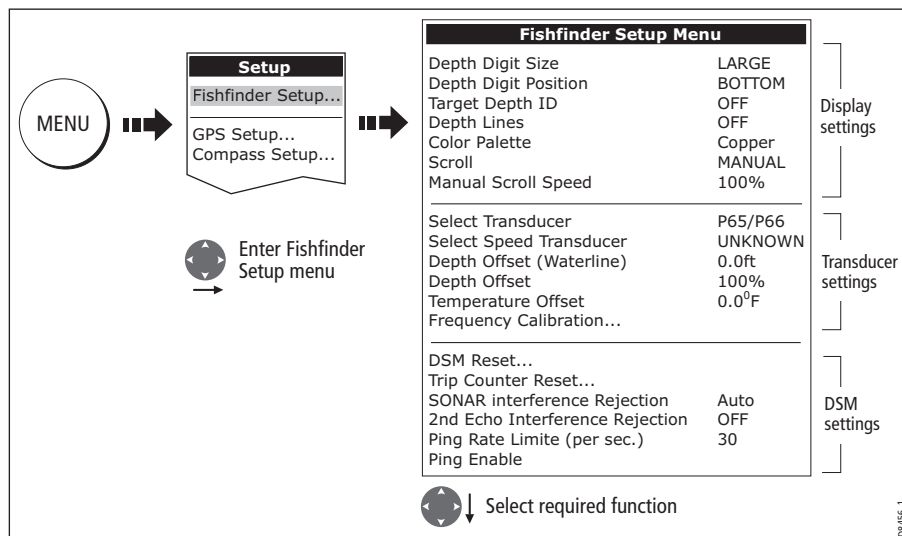 MENU
Setup
Fishfinder Setup...
GPS Setup...
Compass Setup...
Enter Fishfinder
Setup menu
Fishfinder Setup Menu
Depth Digit Size LARGE
Depth Digit Position BOTTOM
Target Depth ID OFF
Depth Lines OFF
Color Palette Copper
Scroll MANUAL
Manual Scroll Speed 100%
Display
settings
Select Transducer P65/P66
Select Speed Transducer UNKNOWN
Depth Offset (Waterline) 0.0ft
Depth Offset 100%
Temperature Offset 0.0⁰F
Frequency Calibration...
Transducer
settings
DSM Reset...
Trip Counter Reset...
SONAR interference Rejection Auto
2nd Echo Interference Rejection OFF
Ping Rate Limite (per sec.) 30
Ping Enable
DSM
settings
Select required function
D8456_1